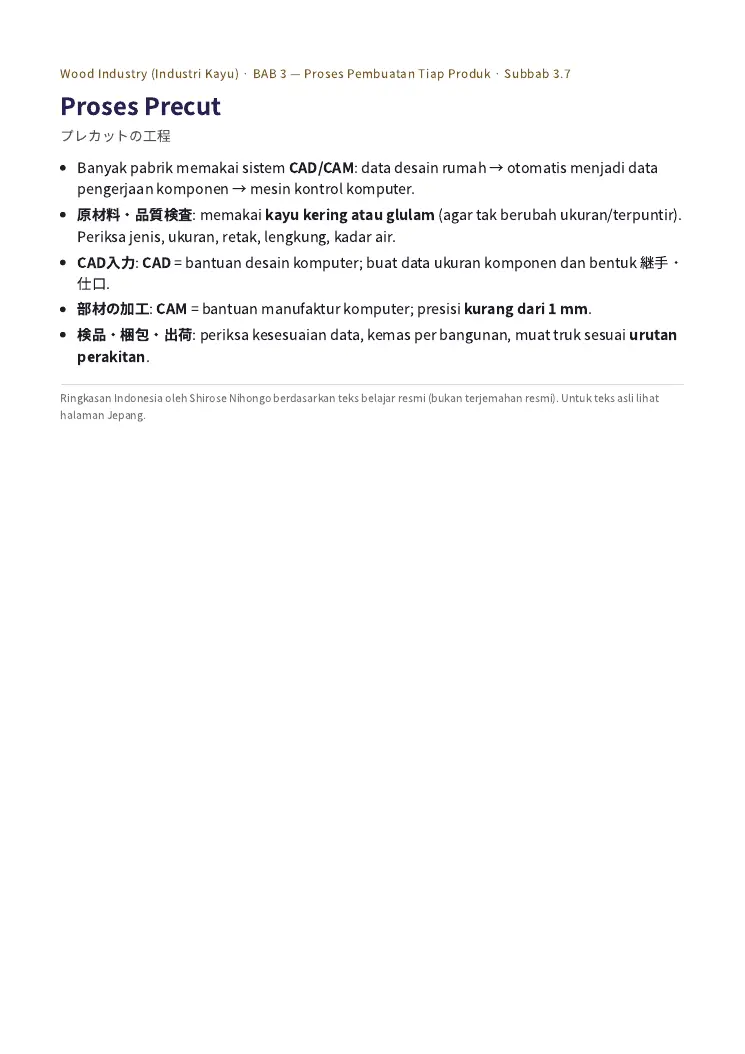 Wood Industry (Industri Kayu) · BAB 3 — Proses Pembuatan Tiap Produk · Subbab 3.7
Proses Precut
プレカットの工程
• Banyak pabrik memakai sistem CAD/CAM: data desain rumah → otomatis menjadi data
pengerjaan komponen → mesin kontrol komputer.
• 原材料・品質検査: memakai kayu kering atau glulam (agar tak berubah ukuran/terpuntir).
Periksa jenis, ukuran, retak, lengkung, kadar air.
• CAD入力: CAD = bantuan desain komputer; buat data ukuran komponen dan bentuk 継手・
仕口.
• 部材の加工: CAM = bantuan manufaktur komputer; presisi kurang dari 1 mm.
• 検品・梱包・出荷: periksa kesesuaian data, kemas per bangunan, muat truk sesuai urutan
perakitan.
Ringkasan Indonesia oleh Shirose Nihongo berdasarkan teks belajar resmi (bukan terjemahan resmi). Untuk teks asli lihat
halaman Jepang.